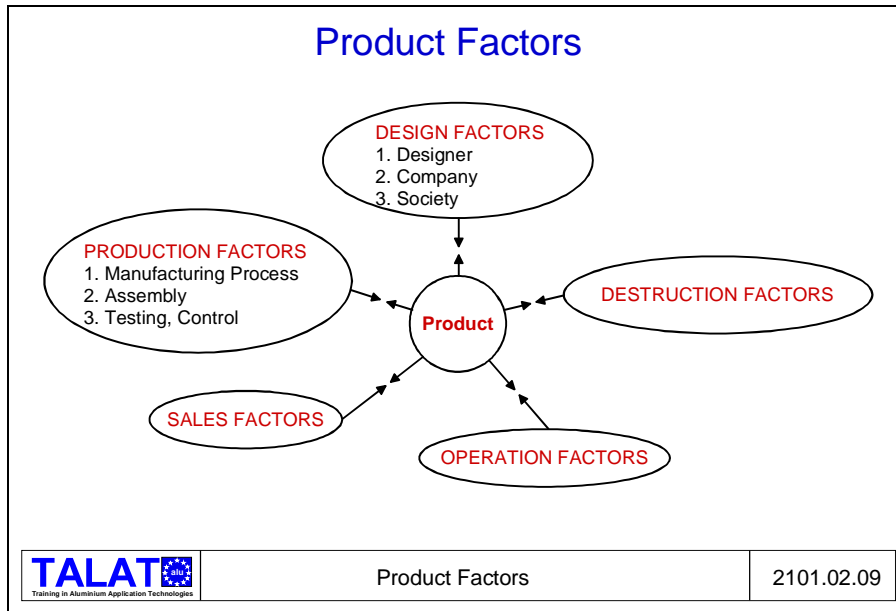 Product Factors
DESIGN FACTORS
1. Designer
2. Company
3. Society
PRODUCTION FACTORS
1. Manufacturing Process
2. Assembly
3. Testing, Control
DESTRUCTION FACTORS
Product
SALES FACTORS
OPERATION FACTORS
TALAT
alu
Training in Aluminium Application Technologies
Product Factors
2101.02.09